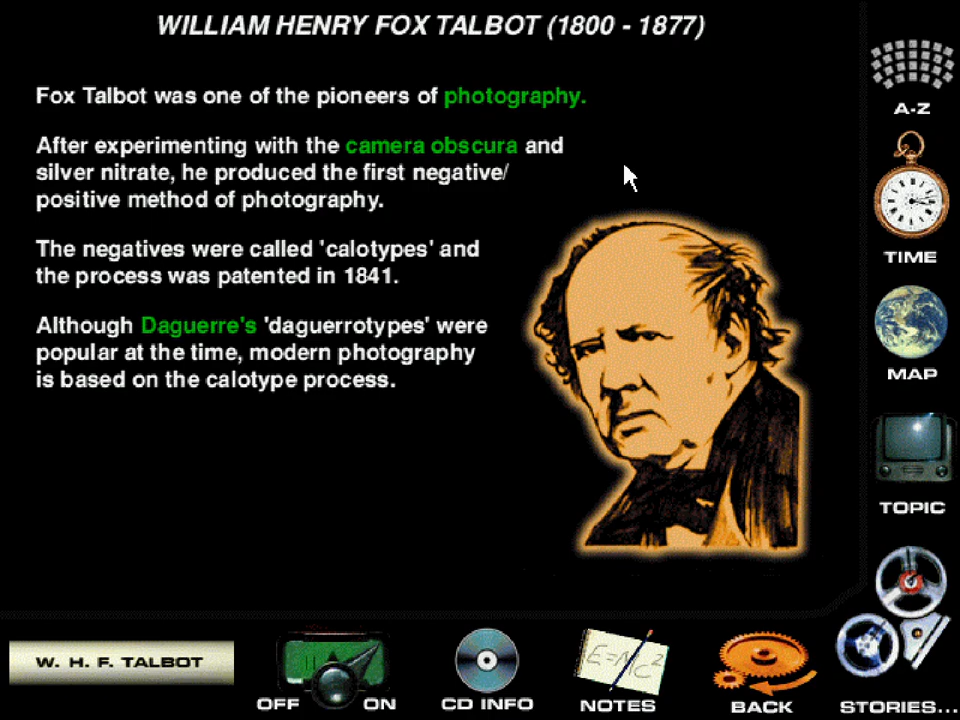 WILLIAM HENRY FOX TALBOT (1800 - 1877)
Fox Talbot was one of the pioneers of photography.
After experimenting with the camera obscura and
silver nitrate, he produced the first negative/
positive method of photography.
The negatives were called 'calotypes' and
the process was patented in 1841.
Although Daguerre's 'daguerrotypes' were
popular at the time, modern photography
is based on the calotype process.
A-Z
TIME
MAP
TOPIC
W. H. F. TALBOT
OFF ON
CD INFO
E=MC2
NOTES
BACK
STORIES...